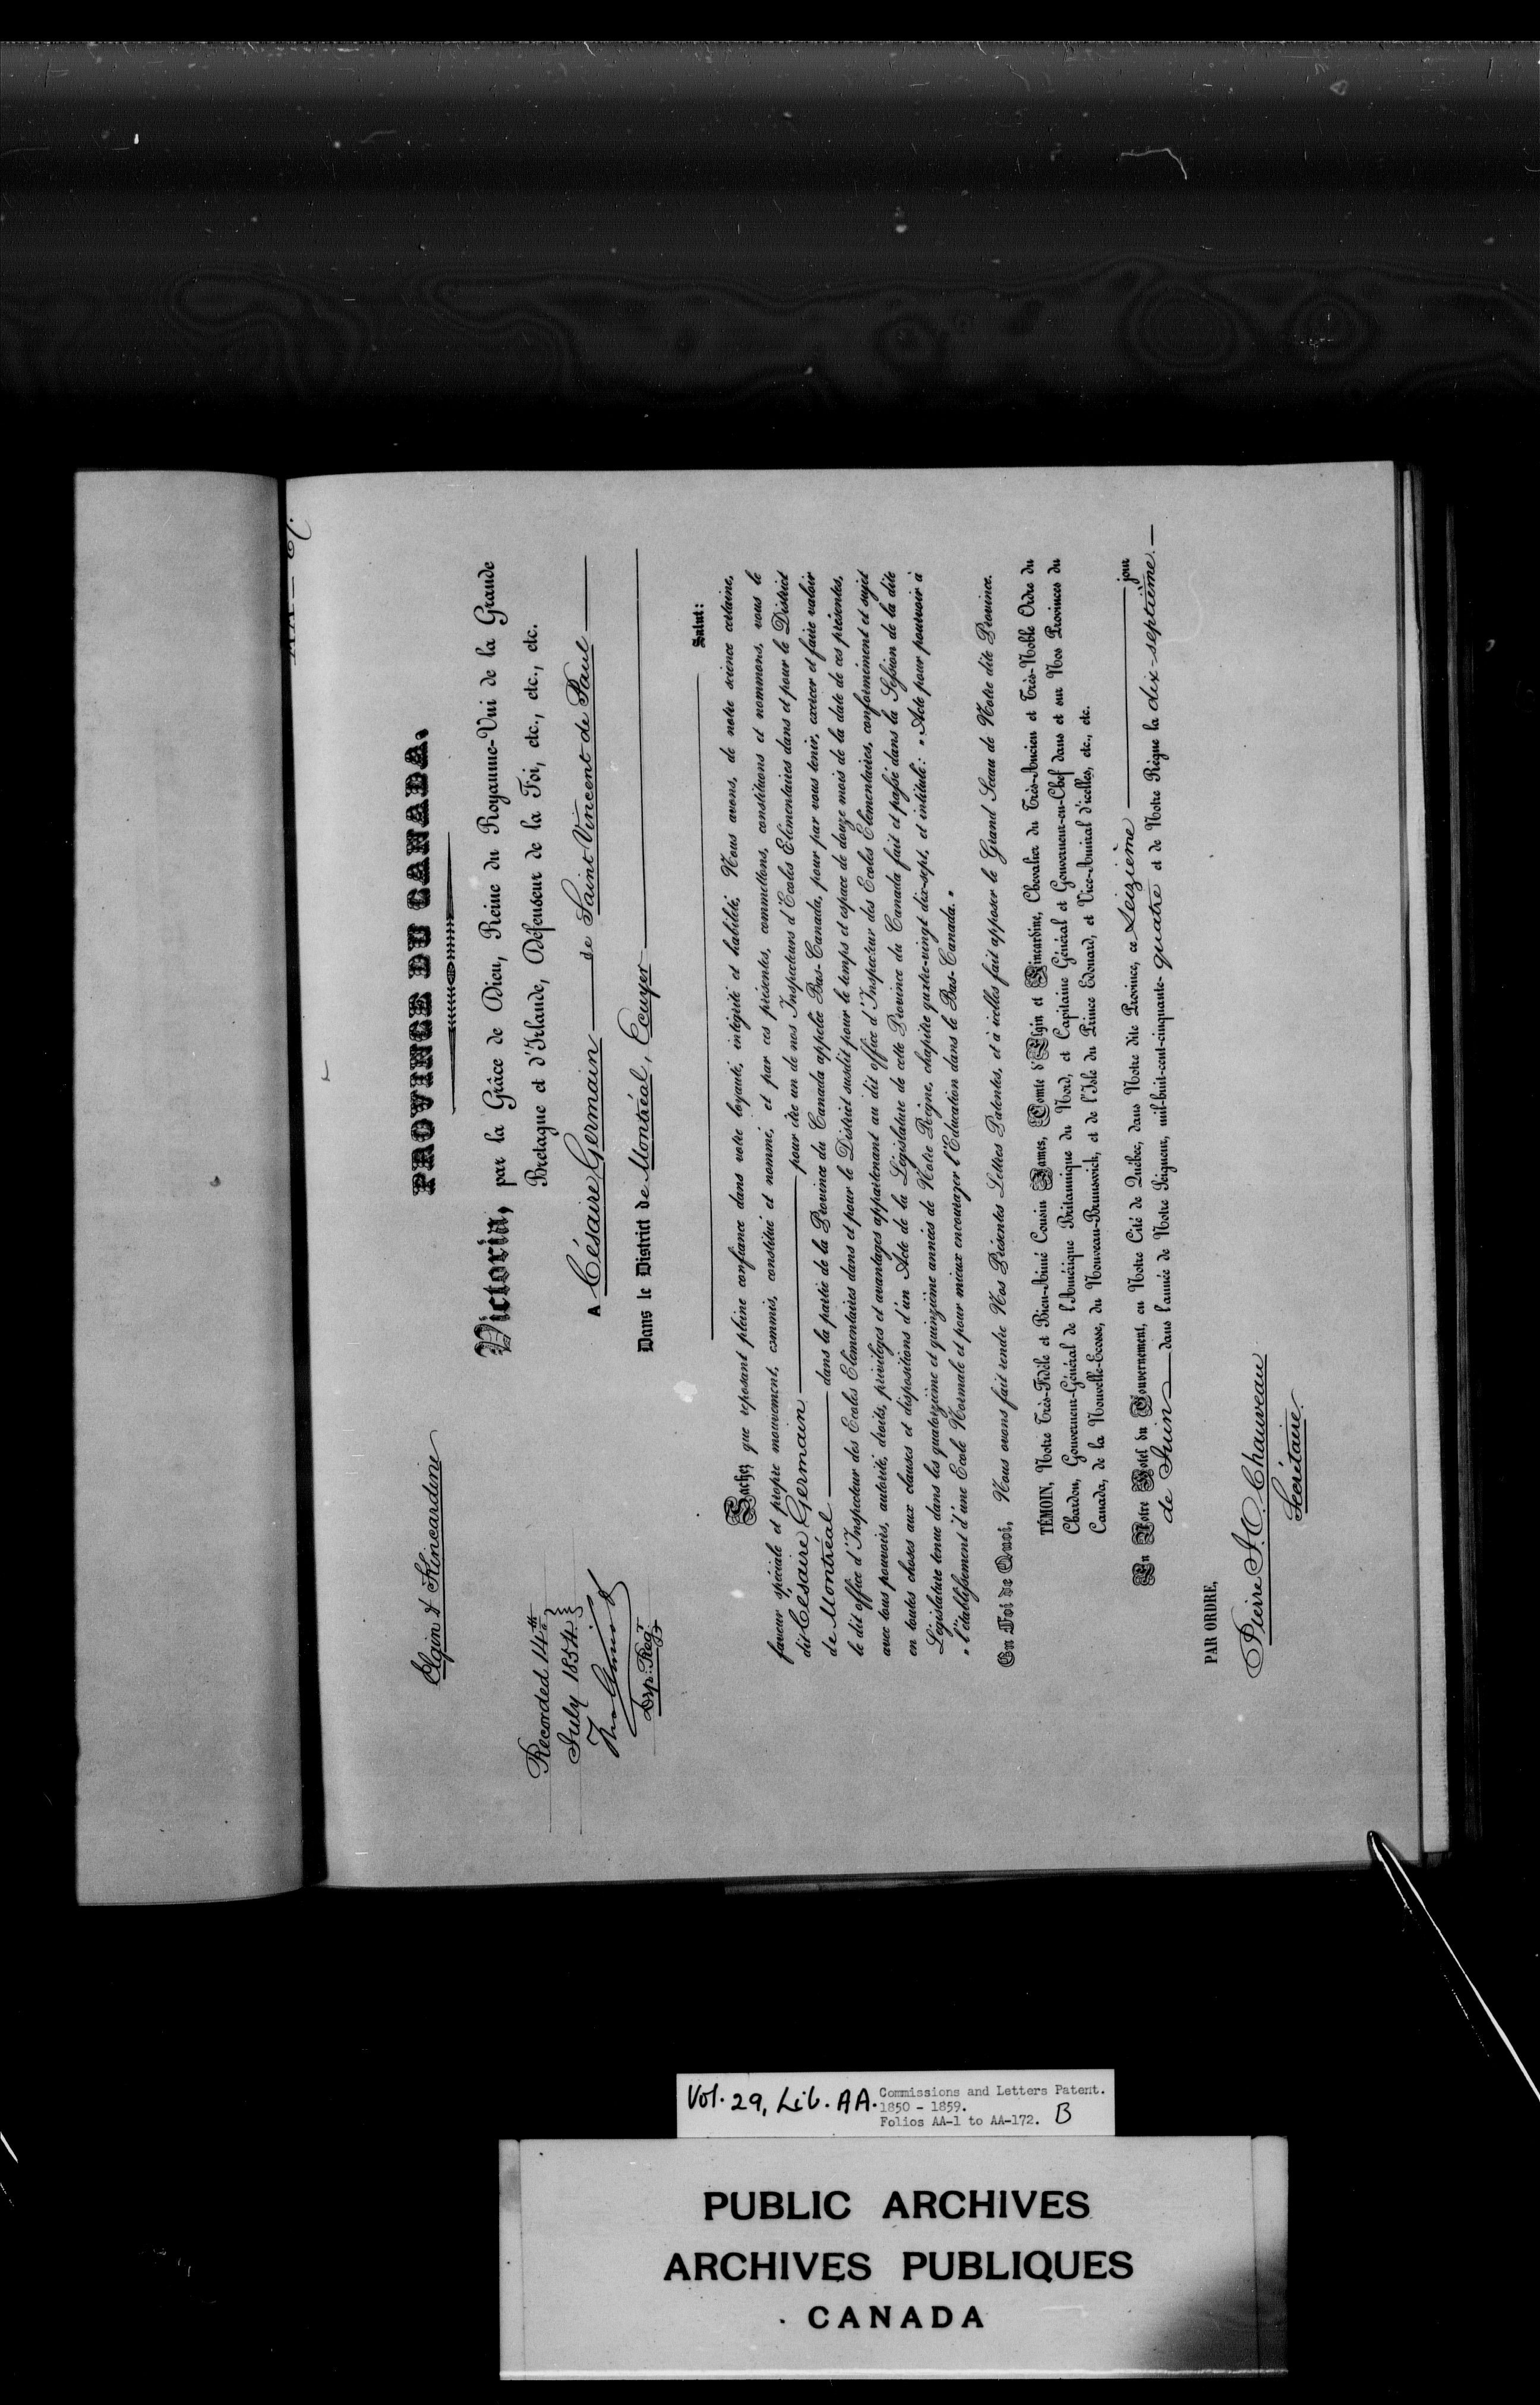 Elgin & Kincardine
PROVINCE DU CANADA.
Victoria, par la Grâce de Dieu, Reine du Royaume-Uni de la Grande
Bretagne et d'Irlande, Défenseur de la Foi, etc., etc., etc.
Recorded 14th
July 1854.
Dep: Regr
A Césaire Germain de Saint Vincent de Paul
Dans le District de Montréal, Ecuyer
Salut:
Sachez que reposant pleine confiance dans votre loyauté, intégrité et habilité, Nous avons, de notre science certaine,
faveur spéciale et propre mouvement, commis, constitué et nommé, et par ces présentes, commettons, constituons et nommons, vous le
dit Césaire Germain pour être un de nos Inspecteurs d'Ecoles Elémentaires dans et pour le District
de Montréal dans la partie de la Province du Canada appelée Bas-Canada, pour par vous tenir, exercer et faire valoir
le dit office d'Inspecteur des Ecoles Elémentaires dans et pour le District susdit pour le temps et espace de douze mois de la date de ces présentes,
avec tous pouvoirs, autorité, droits, privilèges et avantages appartenant au dit office d'Inspecteur des Ecoles Elémentaires, conformément et sujet
en toutes choses aux clauses et dispositions d'un Acte de la Législature de cette Province du Canada fait et passé dans la Session de la dite
Législature tenue dans les quatorzième et quinzième années de Notre Règne, chapitre quatre-vingt dix-sept, et intitulé: « Acte pour pourvoir à
« l'établissement d'une Ecole Normale et pour mieux encourager l'Education dans le Bas-Canada. »
En Foi de Quoi, Nous avons fait rendre Nos Présentes Lettres Patentes, et à icelles fait apposer le Grand Sceau de Notre dite Province.
TÉMOIN, Notre Très-Fidèle et Bien-Aimé Cousin James, Comte d'Elgin et Kincardine, Chevalier du Très-Ancien et Très-Noble Ordre du
Chardon, Gouverneur-Général de l'Amérique Britannique du Nord, et Capitaine Général et Gouverneur-en-Chef dans et sur Nos Provinces du
Canada, de la Nouvelle-Ecosse, du Nouveau-Brunswick, et de l'Isle du Prince Edouard, et Vice-Amiral d'icelles, etc., etc.
En Notre Hotel du Gouvernement, en Notre Cité de Québec, dans Notre dite Province, ce seizième jour
de Juin dans l'année de Notre Seigneur, mil-huit-cent-cinquante-quatre et de Notre Règne la dix-septième.
PAR ORDRE,
Pierre J. O. Chauveau
Secrétaire.
Vol. 29, Lib. AA. Commissions and Letters Patent.
1850 - 1859.
Folios AA-1 to AA-172. B
PUBLIC ARCHIVES
ARCHIVES PUBLIQUES
CANADA